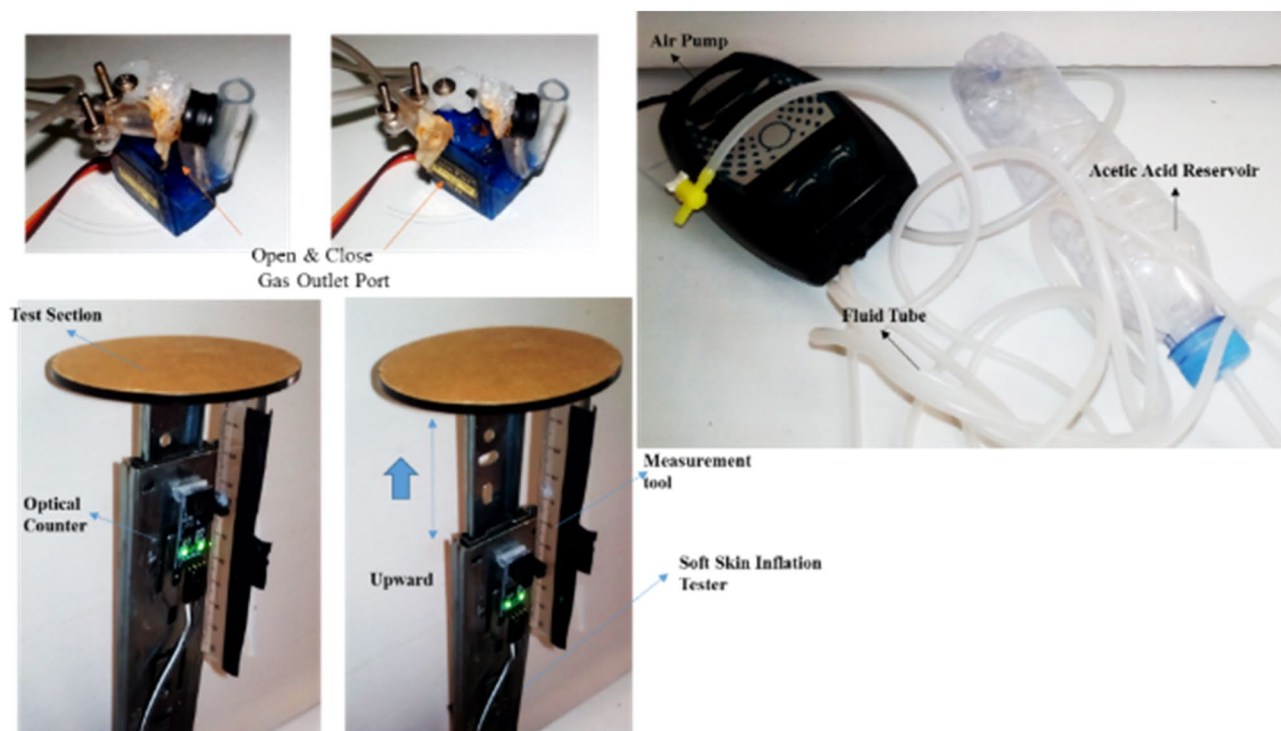 Air Pump
Acetic Acid Reservoir
Open & Close
Gas Outlet Port
Fluid Tube
Test Section
Measurement
tool
Optical
Counter
Upward
Soft Skin Inflation
Tester